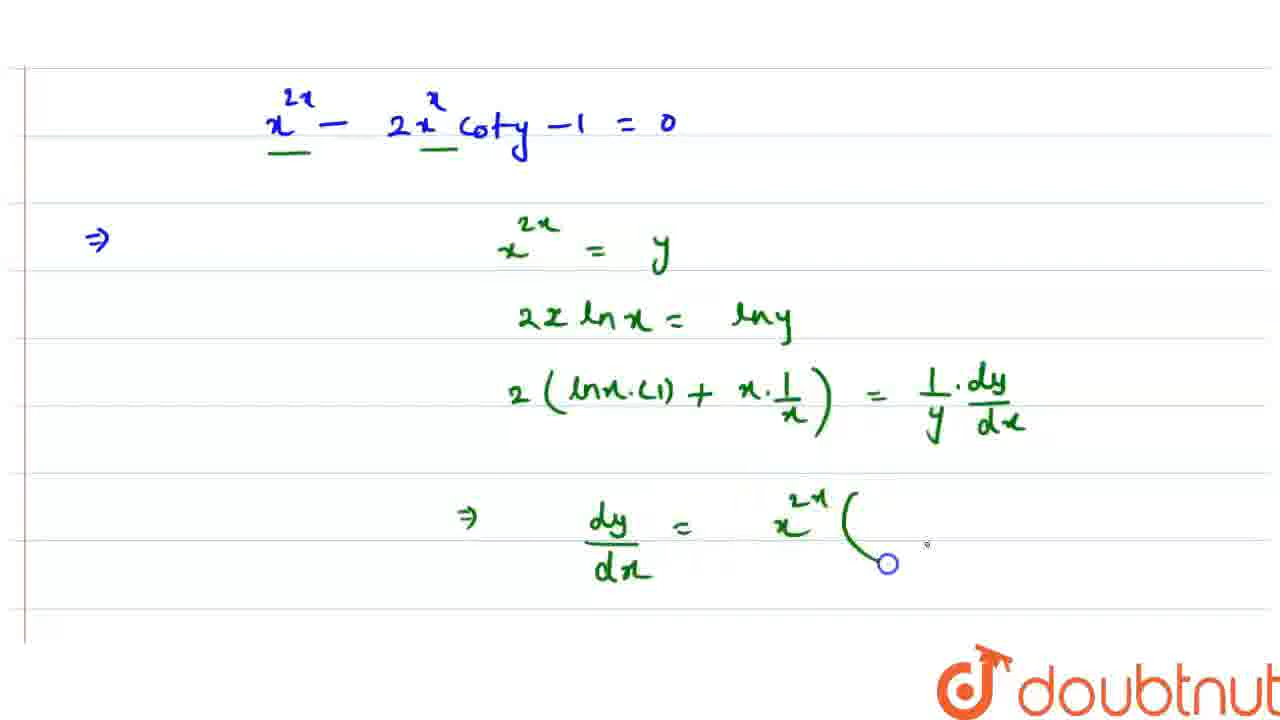 x^{2x} - 2x^x cot y - 1 = 0
⇒ x^{2x} = y
2x ln x = ln y
2 (ln x · (1) + x · 1/x) = 1/y · dy/dx
⇒ dy/dx = x^{2x} (
doubtnut